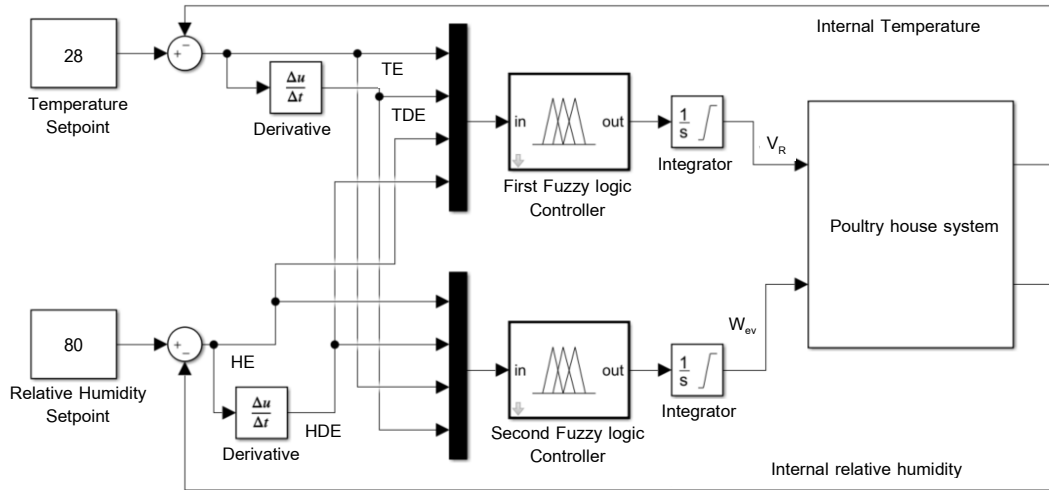 Internal Temperature
28
+
−
Temperature
Setpoint
Δu
Δt
Derivative
TE
TDE
in
out
First Fuzzy logic
Controller
1
s
Integrator
V_R
Poultry house system
80
+
−
Relative Humidity
Setpoint
HE
Δu
Δt
Derivative
HDE
in
out
Second Fuzzy logic
Controller
1
s
Integrator
W_ev
Internal relative humidity